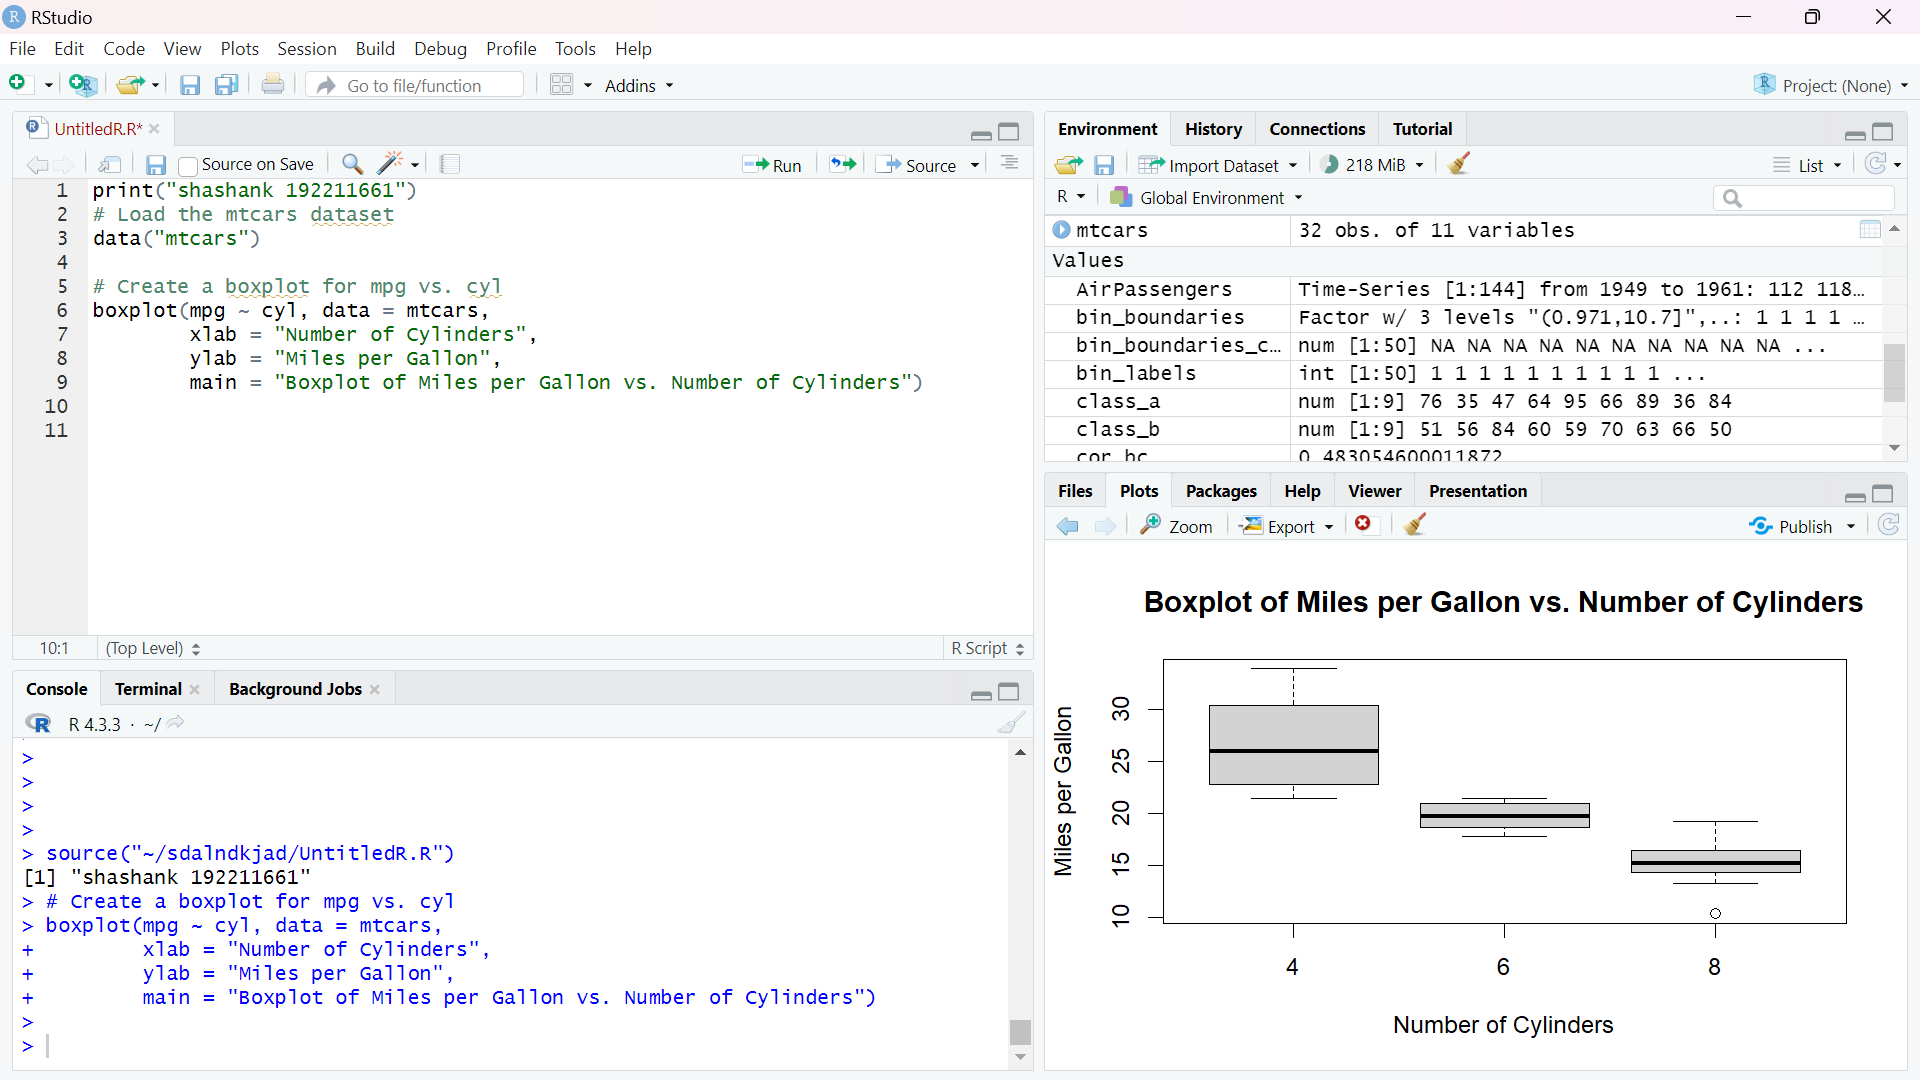 RStudio
File Edit Code View Plots Session Build Debug Profile Tools Help
Go to file/function Addins Project: (None)
UntitledR.R*
Source on Save Run Source
1 print("shashank 192211661")
2 # Load the mtcars dataset
3 data("mtcars")
4
5 # Create a boxplot for mpg vs. cyl
6 boxplot(mpg ~ cyl, data = mtcars,
7 xlab = "Number of Cylinders",
8 ylab = "Miles per Gallon",
9 main = "Boxplot of Miles per Gallon vs. Number of Cylinders")
10
11
10:1 (Top Level) R Script
Console Terminal Background Jobs
R 4.3.3 · ~/
>
>
>
>
> source("~/sdalndkjad/UntitledR.R")
[1] "shashank 192211661"
> # Create a boxplot for mpg vs. cyl
> boxplot(mpg ~ cyl, data = mtcars,
+ xlab = "Number of Cylinders",
+ ylab = "Miles per Gallon",
+ main = "Boxplot of Miles per Gallon vs. Number of Cylinders")
>
>
Environment History Connections Tutorial
Import Dataset 218 MiB List
R Global Environment
mtcars 32 obs. of 11 variables
Values
AirPassengers Time-Series [1:144] from 1949 to 1961: 112 118…
bin_boundaries Factor w/ 3 levels "(0.971,10.7]",..: 1 1 1 1 …
bin_boundaries_c… num [1:50] NA NA NA NA NA NA NA NA NA NA ...
bin_labels int [1:50] 1 1 1 1 1 1 1 1 1 1 ...
class_a num [1:9] 76 35 47 64 95 66 89 36 84
class_b num [1:9] 51 56 84 60 59 70 63 66 50
cor_bc 0.483054600011872
Files Plots Packages Help Viewer Presentation
Zoom Export Publish
Boxplot of Miles per Gallon vs. Number of Cylinders
Miles per Gallon
30
25
20
15
10
4 6 8
Number of Cylinders